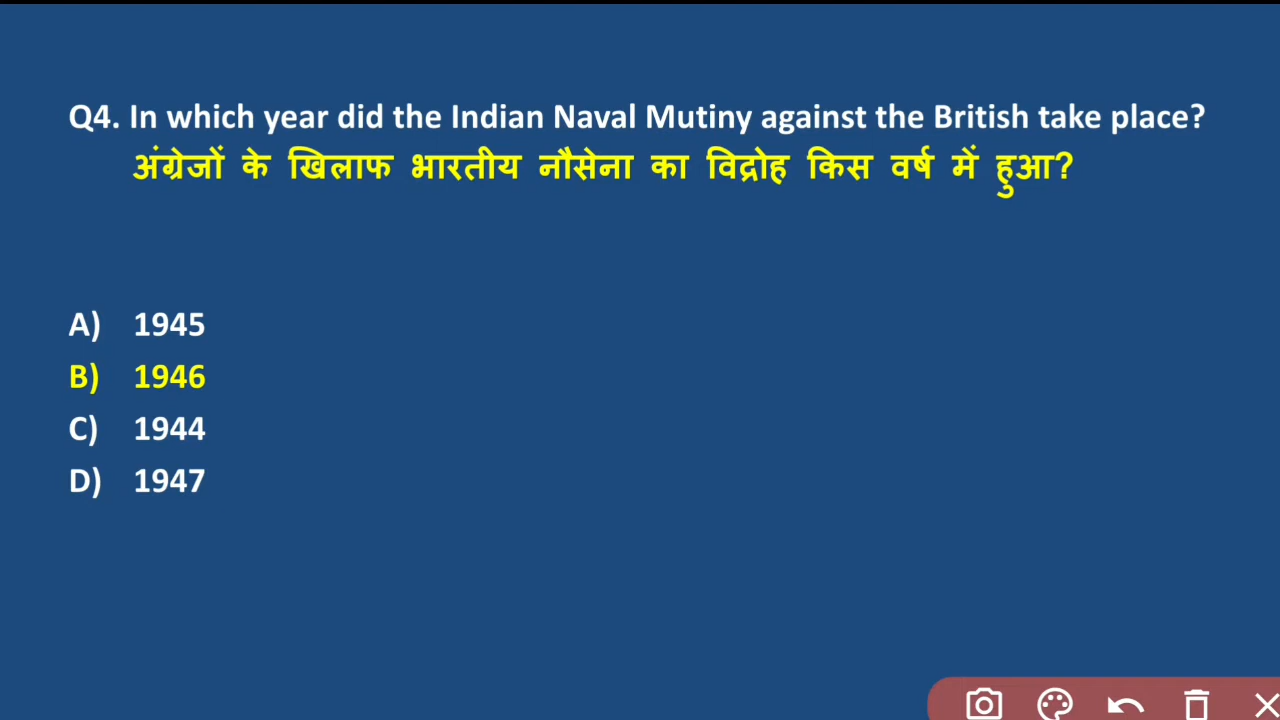 Q4. In which year did the Indian Naval Mutiny against the British take place?
अंग्रेजों के खिलाफ भारतीय नौसेना का विद्रोह किस वर्ष में हुआ?
A) 1945
B) 1946
C) 1944
D) 1947